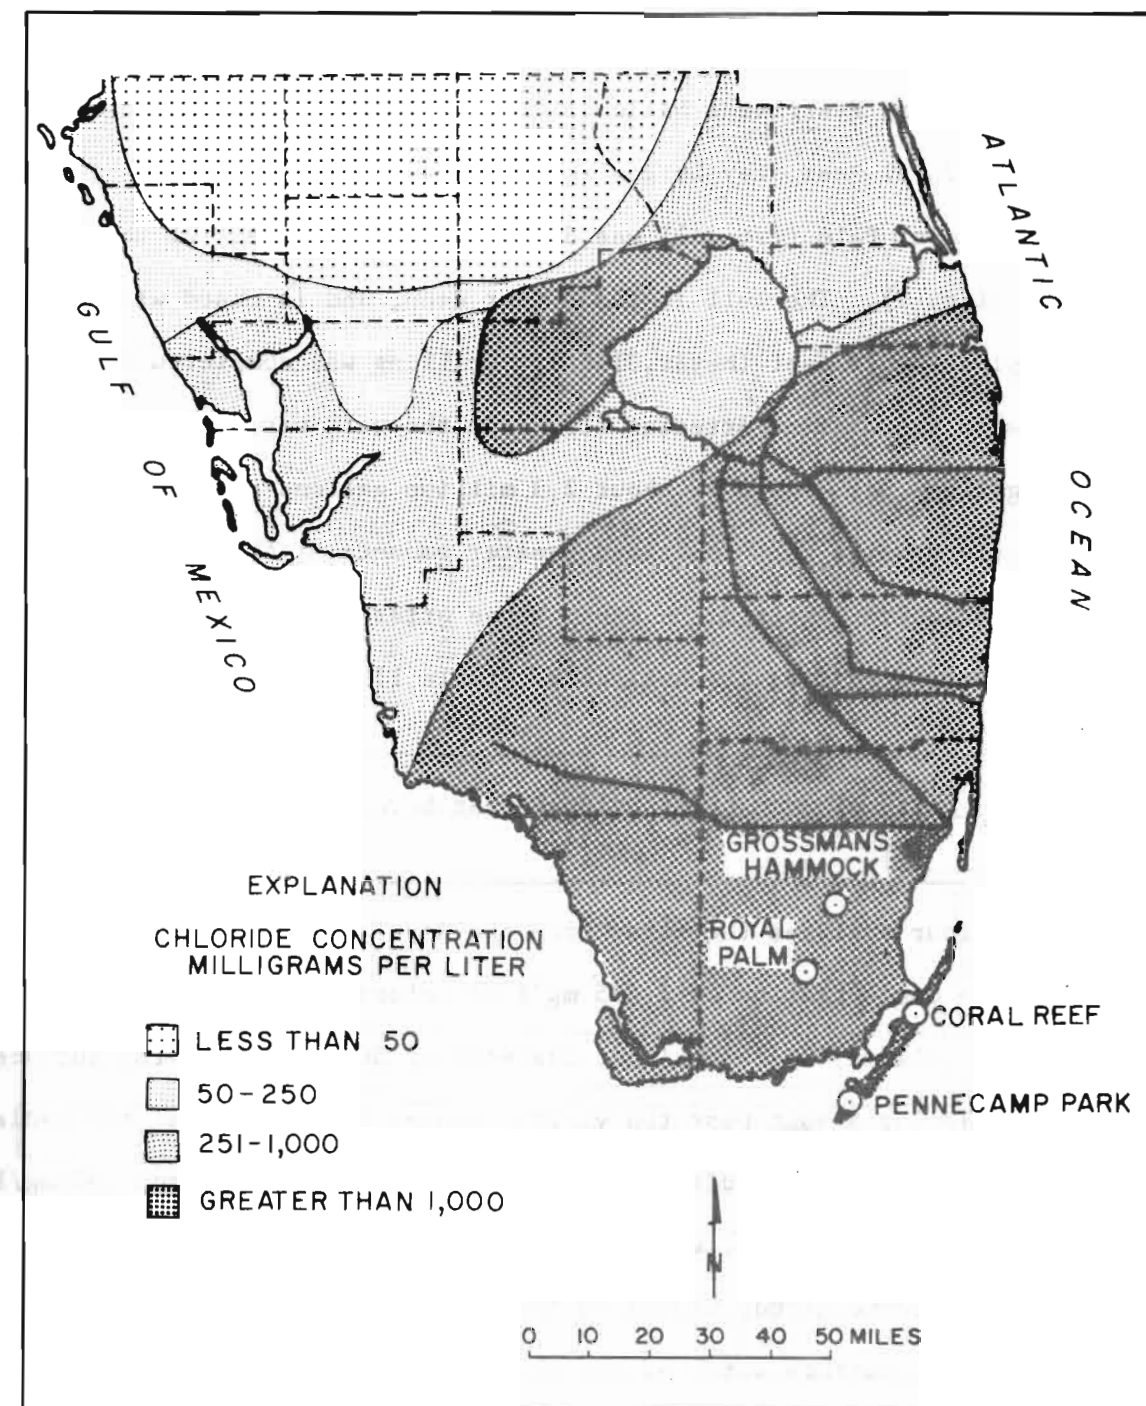 ATLANTIC
OCEAN
GULF
OF
MEXICO
GROSSMANS
HAMMOCK
ROYAL
PALM
CORAL REEF
PENNECAMP PARK
EXPLANATION
CHLORIDE CONCENTRATION
MILLIGRAMS PER LITER
LESS THAN 50
50-250
251-1,000
GREATER THAN 1,000
N
0 10 20 30 40 50 MILES